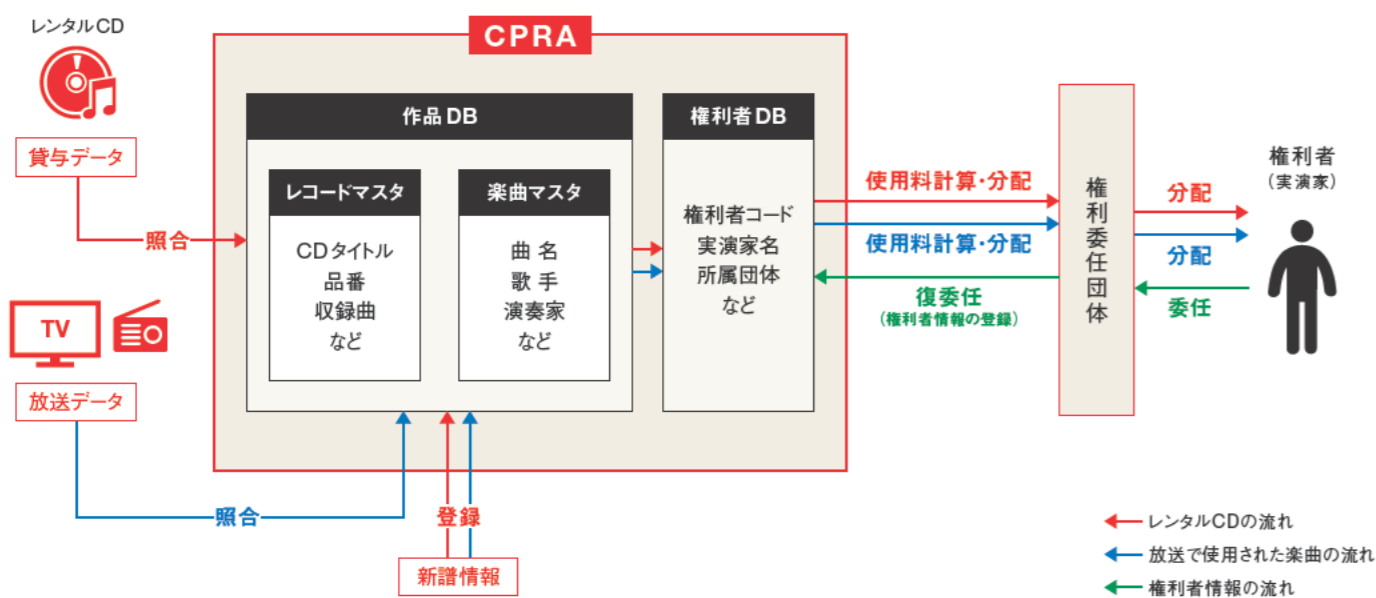 レンタルCD
貸与データ
照合
TV
放送データ
照合
CPRA
作品DB
レコードマスタ
CDタイトル
品番
収録曲
など
楽曲マスタ
曲 名
歌 手
演奏家
など
権利者DB
権利者コード
実演家名
所属団体
など
登録
新譜情報
使用料計算・分配
使用料計算・分配
復委任
(権利者情報の登録)
権利委任団体
分配
分配
委任
権利者
(実演家)
レンタルCDの流れ
放送で使用された楽曲の流れ
権利者情報の流れ